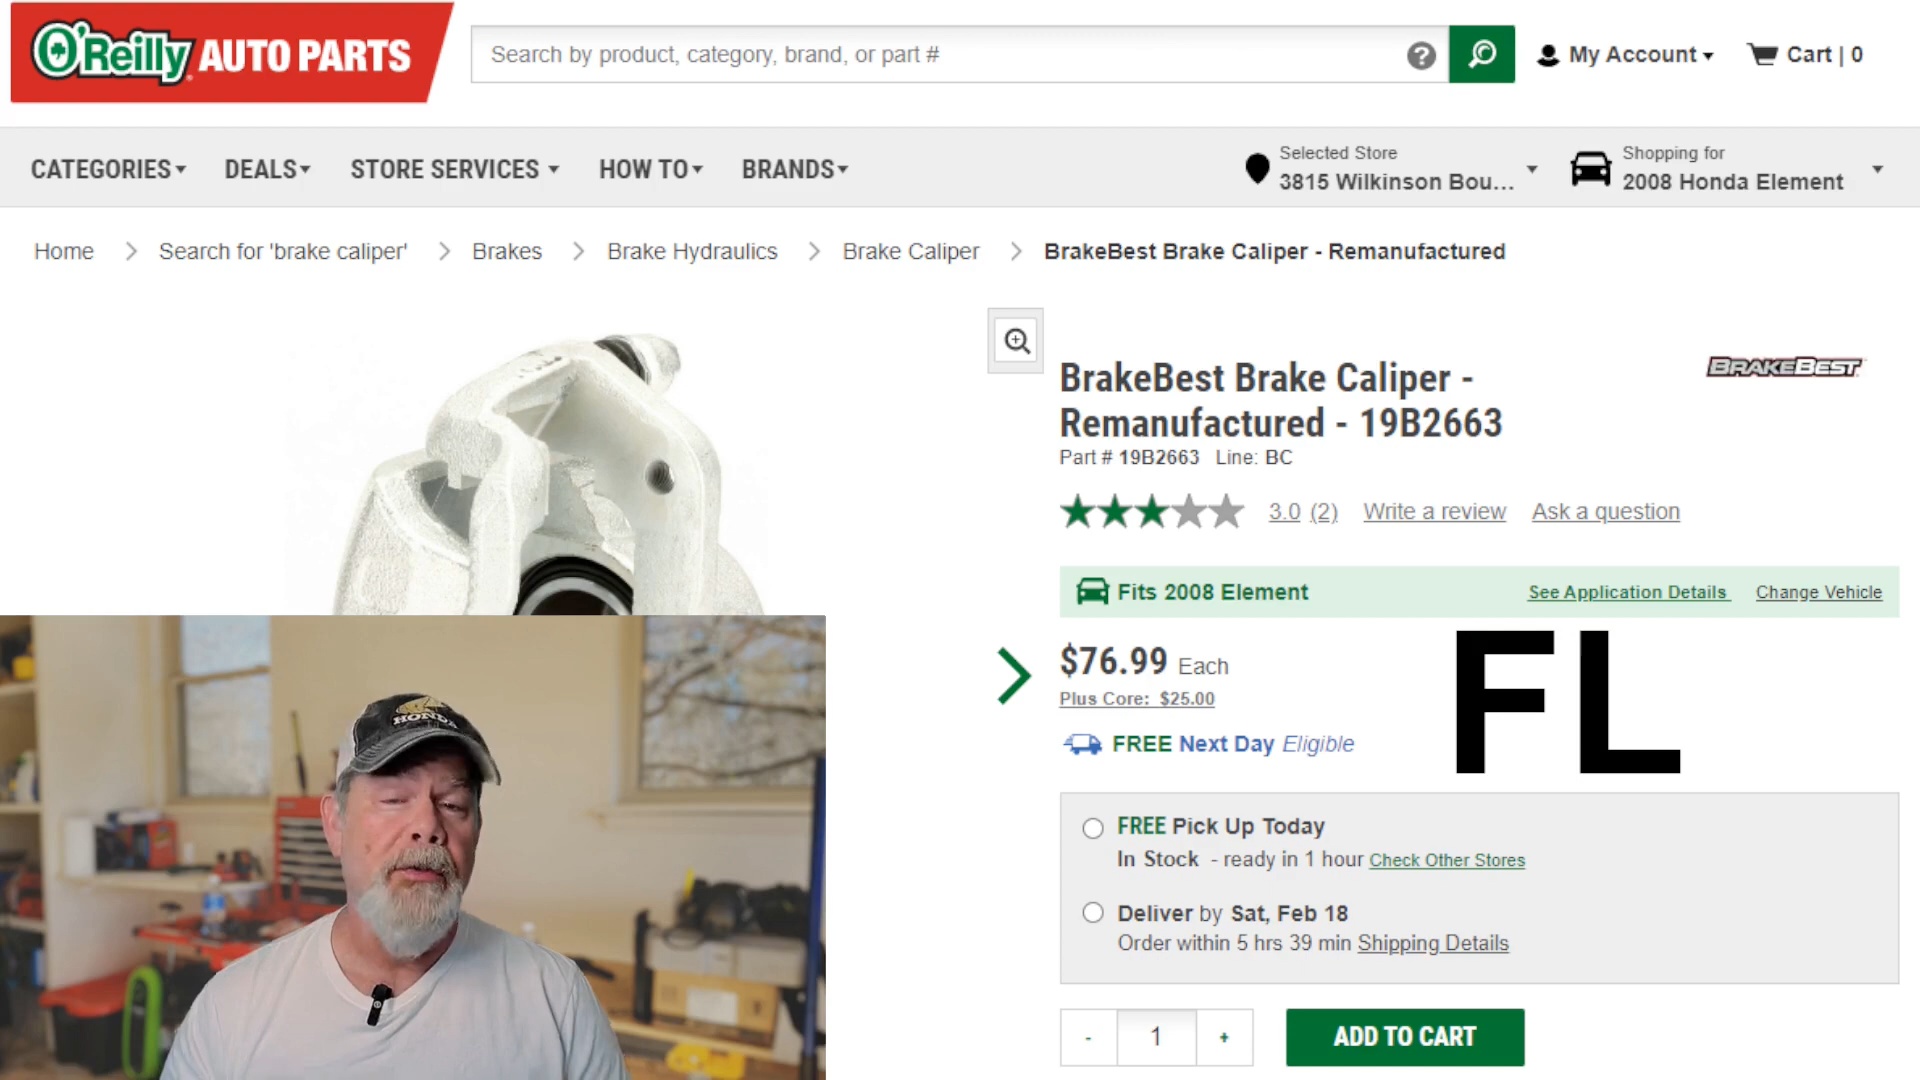 O'Reilly AUTO PARTS
Search by product, category, brand, or part #
?
My Account
Cart | 0
CATEGORIES
DEALS
STORE SERVICES
HOW TO
BRANDS
Selected Store
3815 Wilkinson Bou...
Shopping for
2008 Honda Element
Home
Search for 'brake caliper'
Brakes
Brake Hydraulics
Brake Caliper
BrakeBest Brake Caliper - Remanufactured
BrakeBest Brake Caliper -
Remanufactured - 19B2663
BRAKEBEST
Part # 19B2663 Line: BC
3.0 (2) Write a review Ask a question
Fits 2008 Element
See Application Details
Change Vehicle
$76.99 Each
Plus Core: $25.00
FREE Next Day Eligible
FL
FREE Pick Up Today
In Stock - ready in 1 hour Check Other Stores
Deliver by Sat, Feb 18
Order within 5 hrs 39 min Shipping Details
- 1 +
ADD TO CART
HONDA